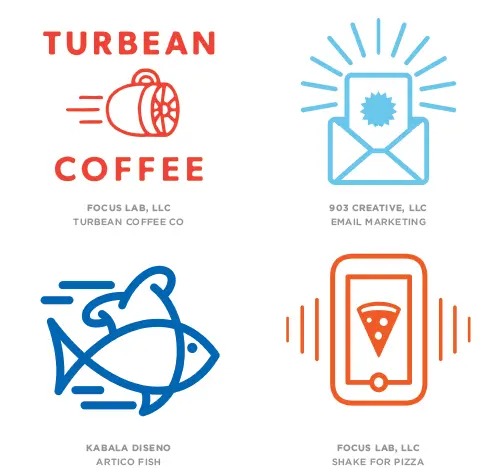 TURBEAN
COFFEE
FOCUS LAB, LLC
TURBEAN COFFEE CO
903 CREATIVE, LLC
EMAIL MARKETING
KABALA DISENO
ARTICO FISH
FOCUS LAB, LLC
SHAKE FOR PIZZA